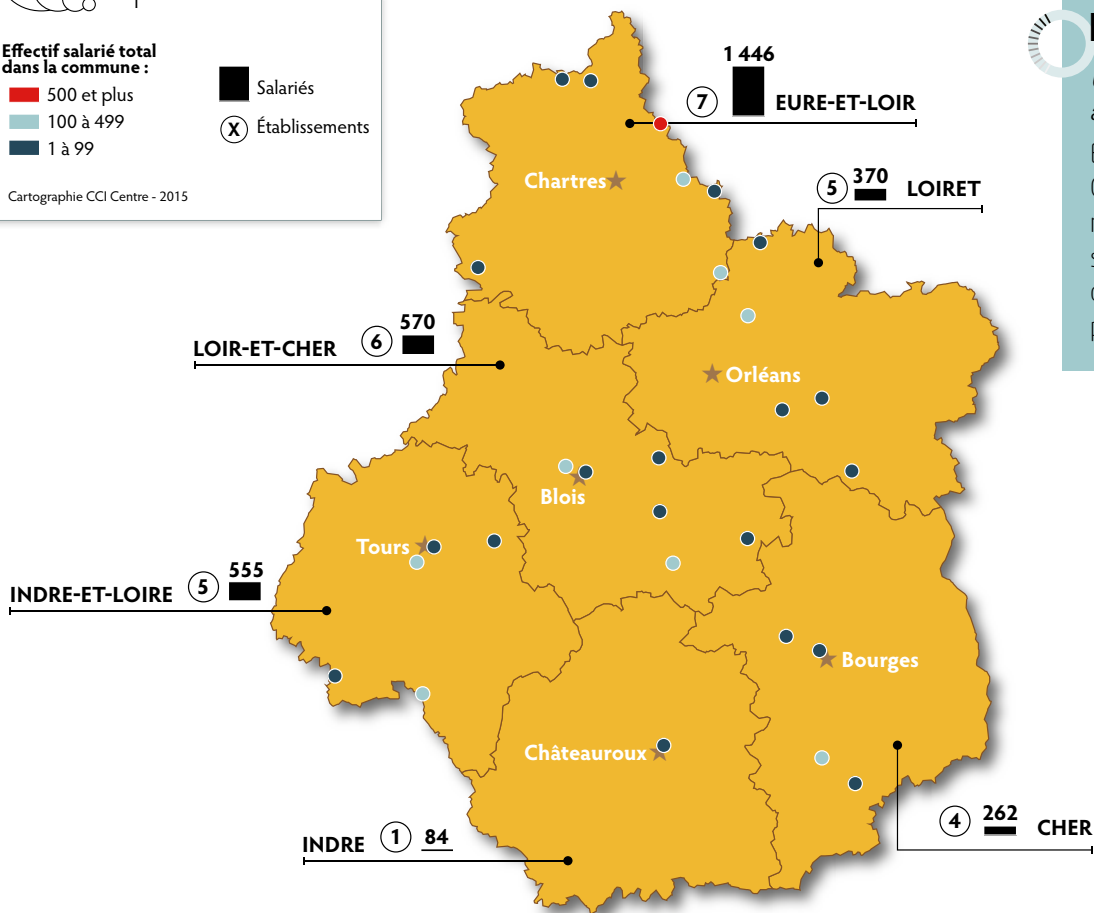 Effectif salarié total
dans la commune :
500 et plus
100 à 499
1 à 99
Salariés
X Établissements
Cartographie CCI Centre - 2015
1 446
7 EURE-ET-LOIR
Chartres
5 370 LOIRET
570
LOIR-ET-CHER 6
Orléans
Blois
Tours
555
INDRE-ET-LOIRE 5
Bourges
Châteauroux
INDRE 1 84
4 262 CHER